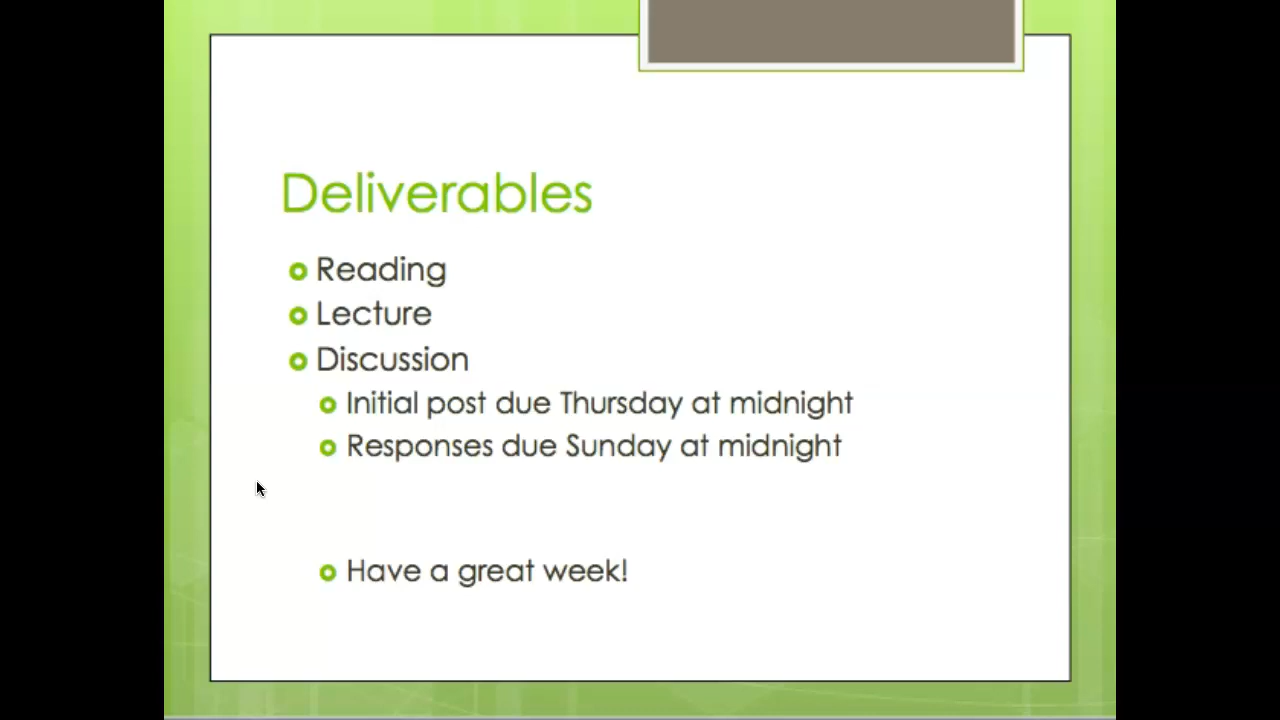 Deliverables
Reading
Lecture
Discussion
Initial post due Thursday at midnight
Responses due Sunday at midnight
Have a great week!